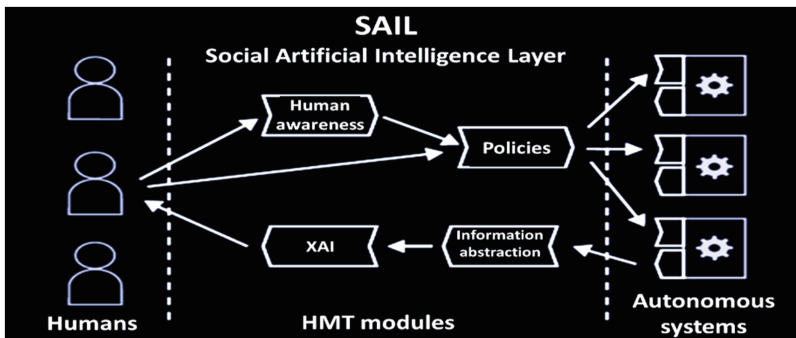 SAIL
Social Artificial Intelligence Layer
Human
awareness
Policies
XAI
Information
abstraction
Humans
HMT modules
Autonomous
systems